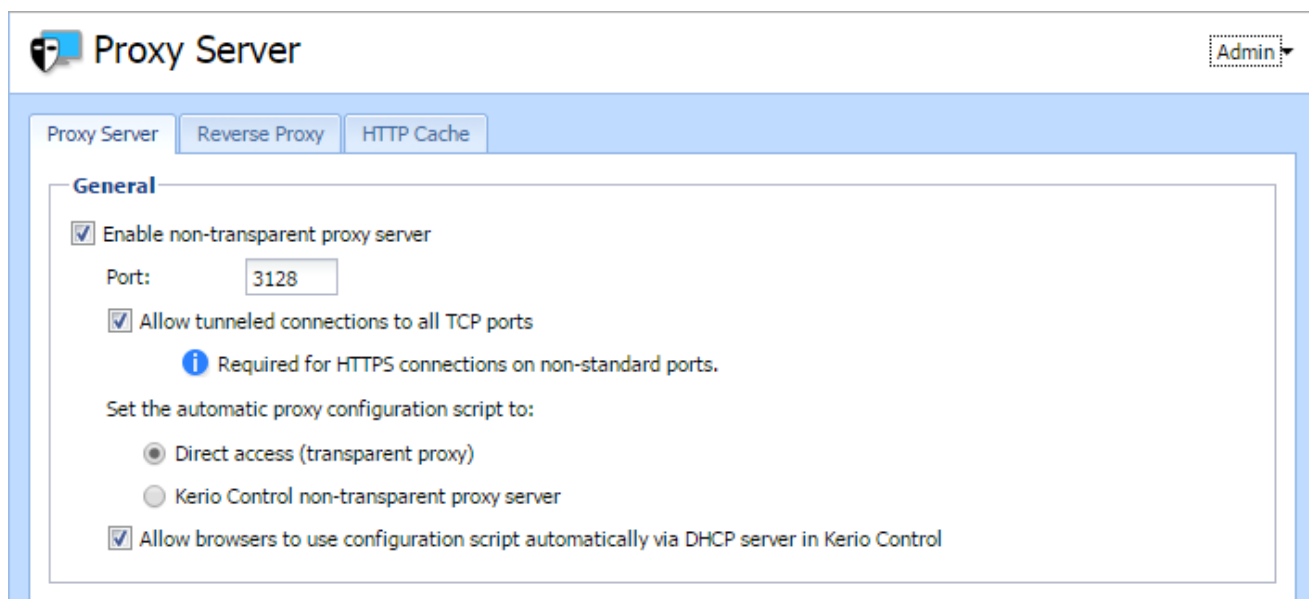 Proxy Server
Admin
Proxy Server Reverse Proxy HTTP Cache
General
Enable non-transparent proxy server
Port: 3128
Allow tunneled connections to all TCP ports
Required for HTTPS connections on non-standard ports.
Set the automatic proxy configuration script to:
Direct access (transparent proxy)
Kerio Control non-transparent proxy server
Allow browsers to use configuration script automatically via DHCP server in Kerio Control